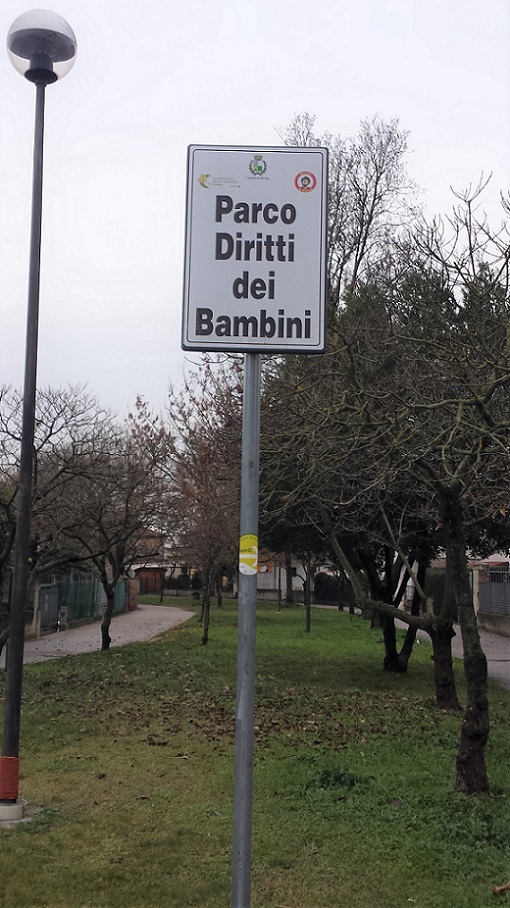 Parco
Diritti
dei
Bambini